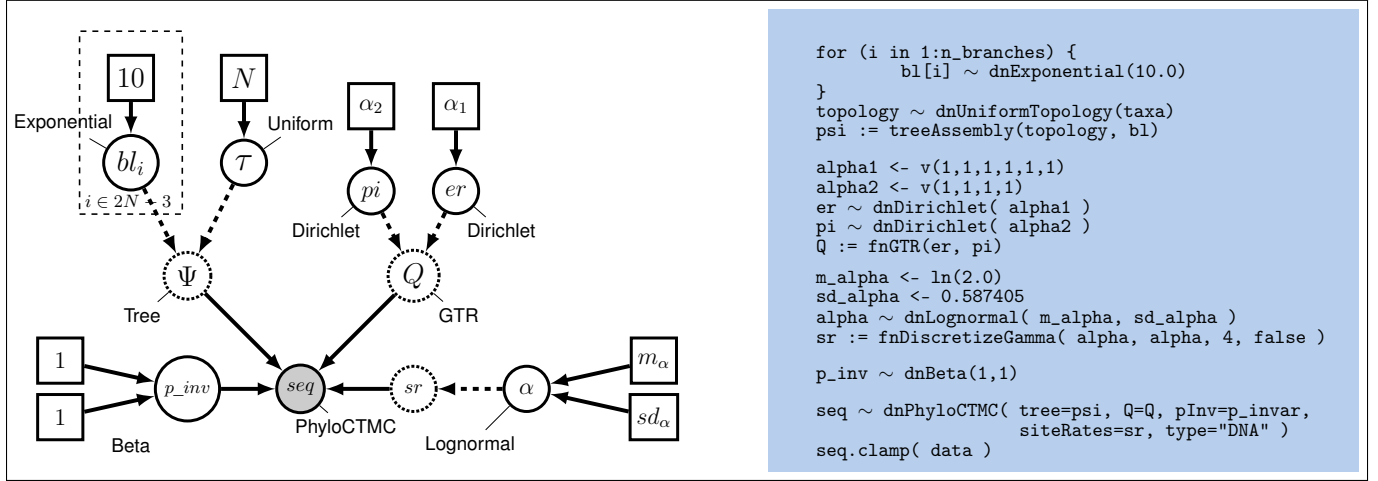 10
N
α₂
α₁
Exponential
Uniform
bl_i
τ
i ∈ 2N − 3
pi
er
Dirichlet
Dirichlet
Ψ
Q
Tree
GTR
1
1
p_inv
seq
sr
α
m_α
sd_α
Beta
PhyloCTMC
Lognormal
for (i in 1:n_branches) {
bl[i] ∼ dnExponential(10.0)
}
topology ∼ dnUniformTopology(taxa)
psi := treeAssembly(topology, bl)
alpha1 <- v(1,1,1,1,1,1)
alpha2 <- v(1,1,1,1)
er ∼ dnDirichlet( alpha1 )
pi ∼ dnDirichlet( alpha2 )
Q := fnGTR(er, pi)
m_alpha <- ln(2.0)
sd_alpha <- 0.587405
alpha ∼ dnLognormal( m_alpha, sd_alpha )
sr := fnDiscretizeGamma( alpha, alpha, 4, false )
p_inv ∼ dnBeta(1,1)
seq ∼ dnPhyloCTMC( tree=psi, Q=Q, pInv=p_invar,
siteRates=sr, type="DNA" )
seq.clamp( data )